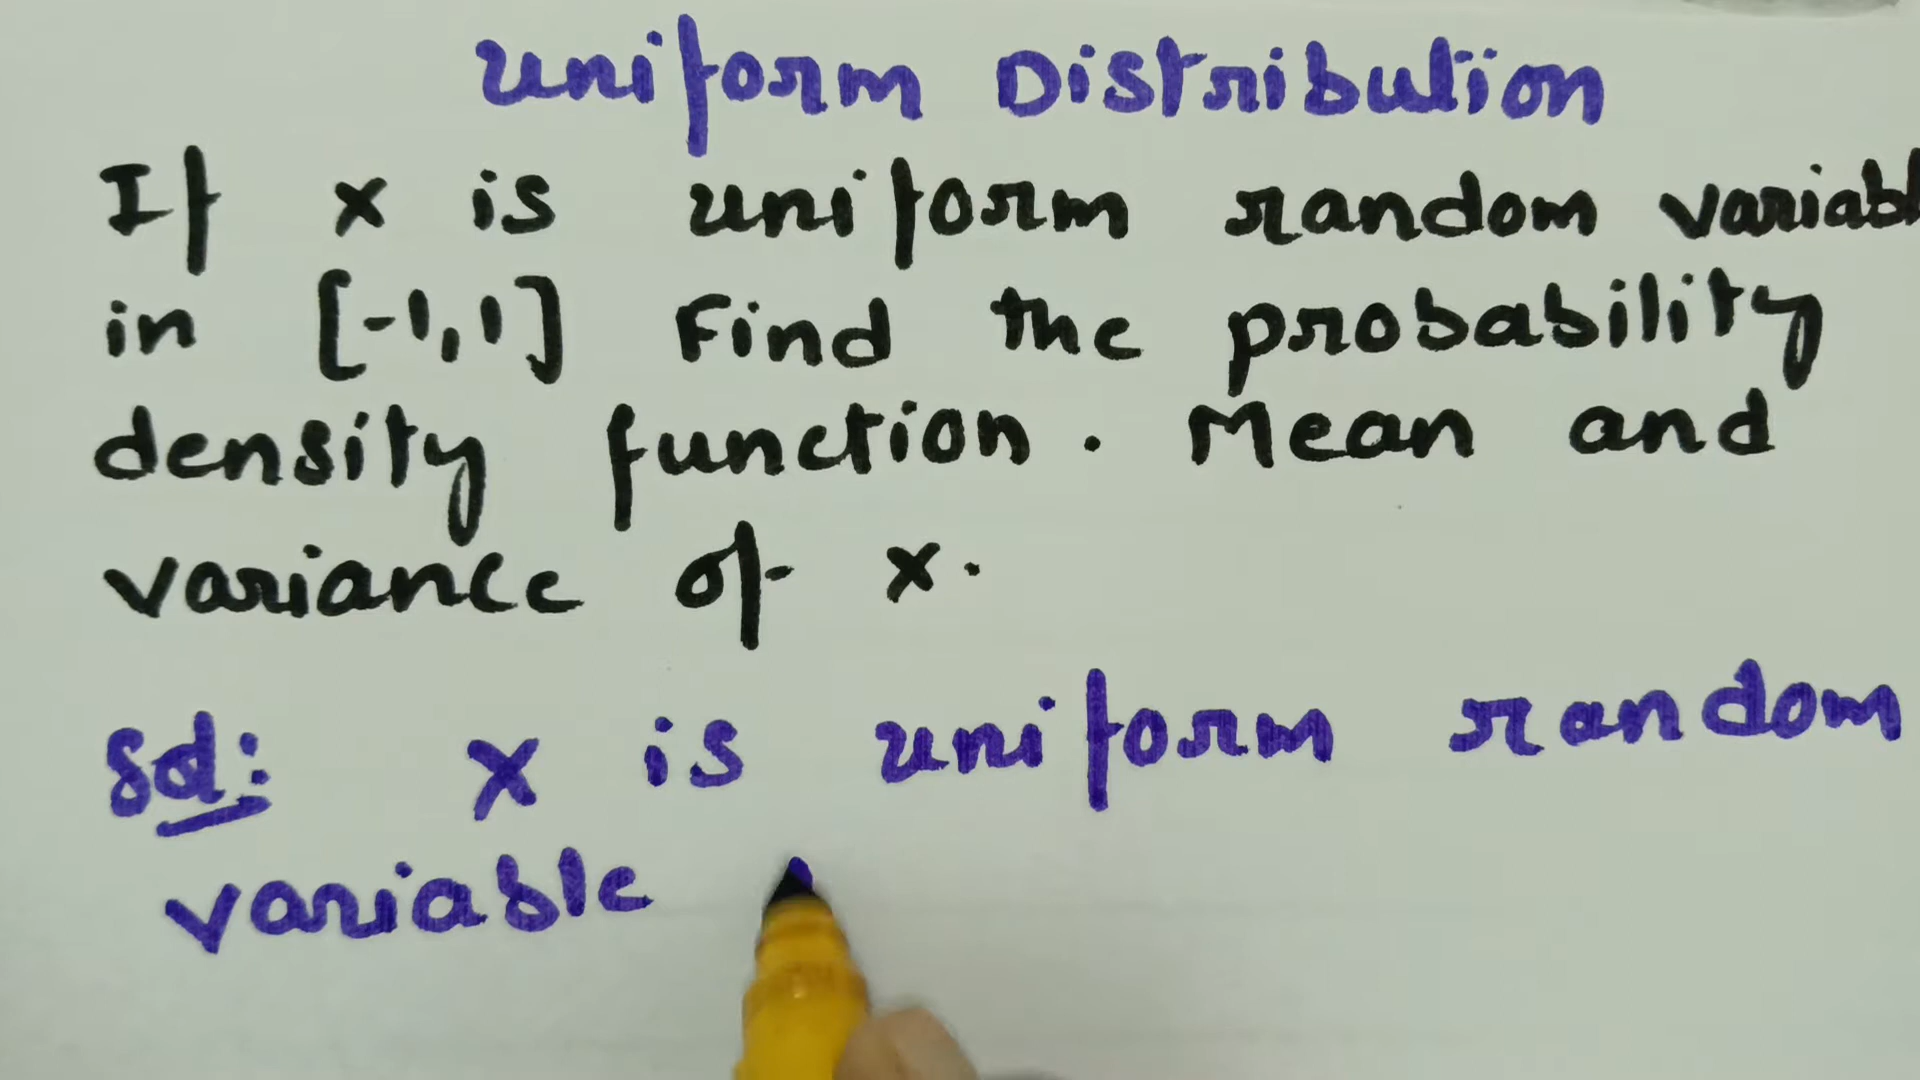 Uniform Distribution
If x is uniform random variabl
in [-1,1] Find the probability
density function. Mean and
variance of x.
Sol: x is uniform random
variable